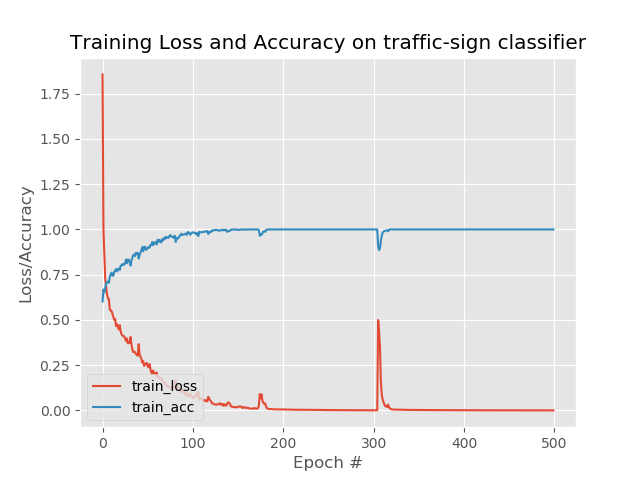 Training Loss and Accuracy on traffic-sign classifier
Loss/Accuracy
1.75
1.50
1.25
1.00
0.75
0.50
0.25
0.00
train_loss
train_acc
0 100 200 300 400 500
Epoch #